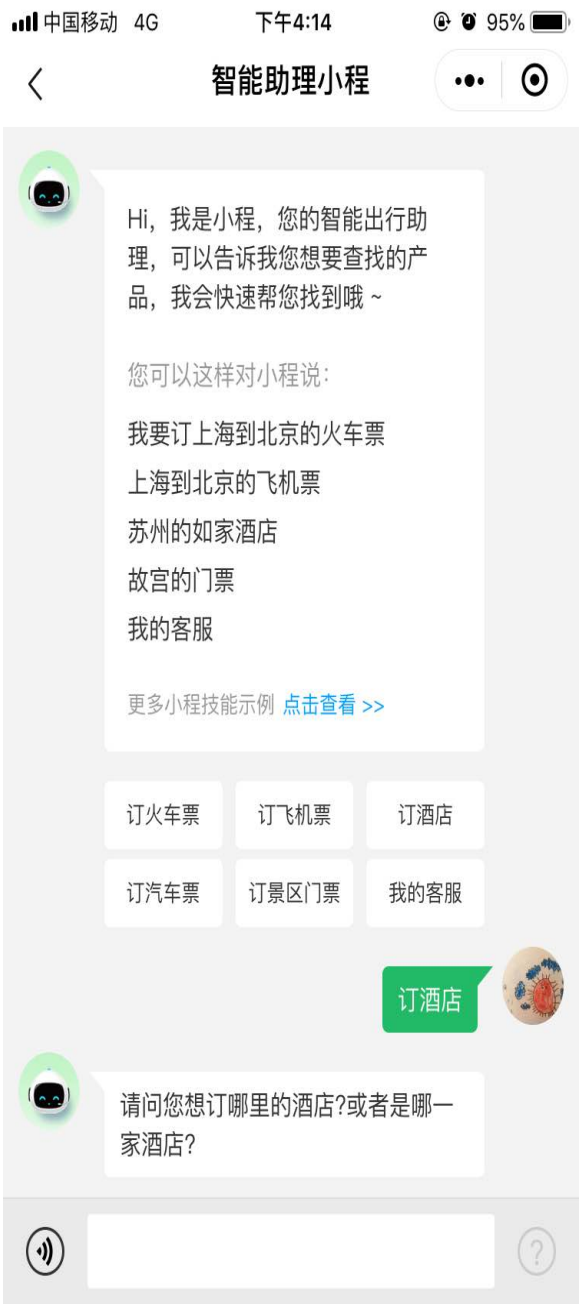 中国移动 4G 下午4:14 95%
智能助理小程
Hi，我是小程，您的智能出行助
理，可以告诉我您想要查找的产
品，我会快速帮您找到哦 ~
您可以这样对小程说：
我要订上海到北京的火车票
上海到北京的飞机票
苏州的如家酒店
故宫的门票
我的客服
更多小程技能示例 点击查看 >>
订火车票 订飞机票 订酒店
订汽车票 订景区门票 我的客服
订酒店
请问您想订哪里的酒店?或者是哪一
家酒店?
?